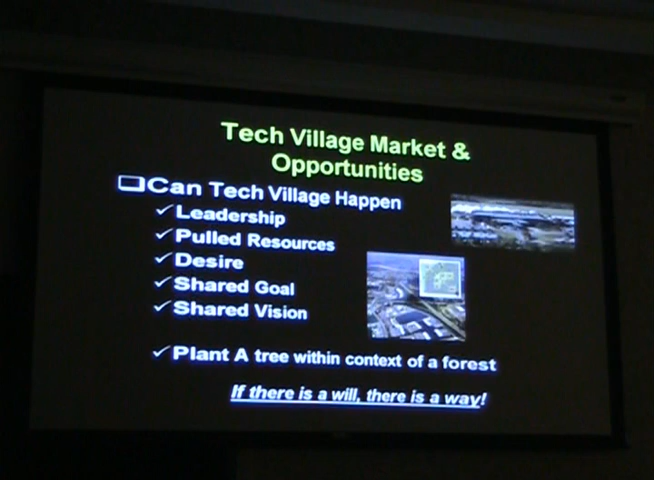 Tech Village Market &
Opportunities
Can Tech Village Happen
Leadership
Pulled Resources
Desire
Shared Goal
Shared Vision
Plant A tree within context of a forest
If there is a will, there is a way!